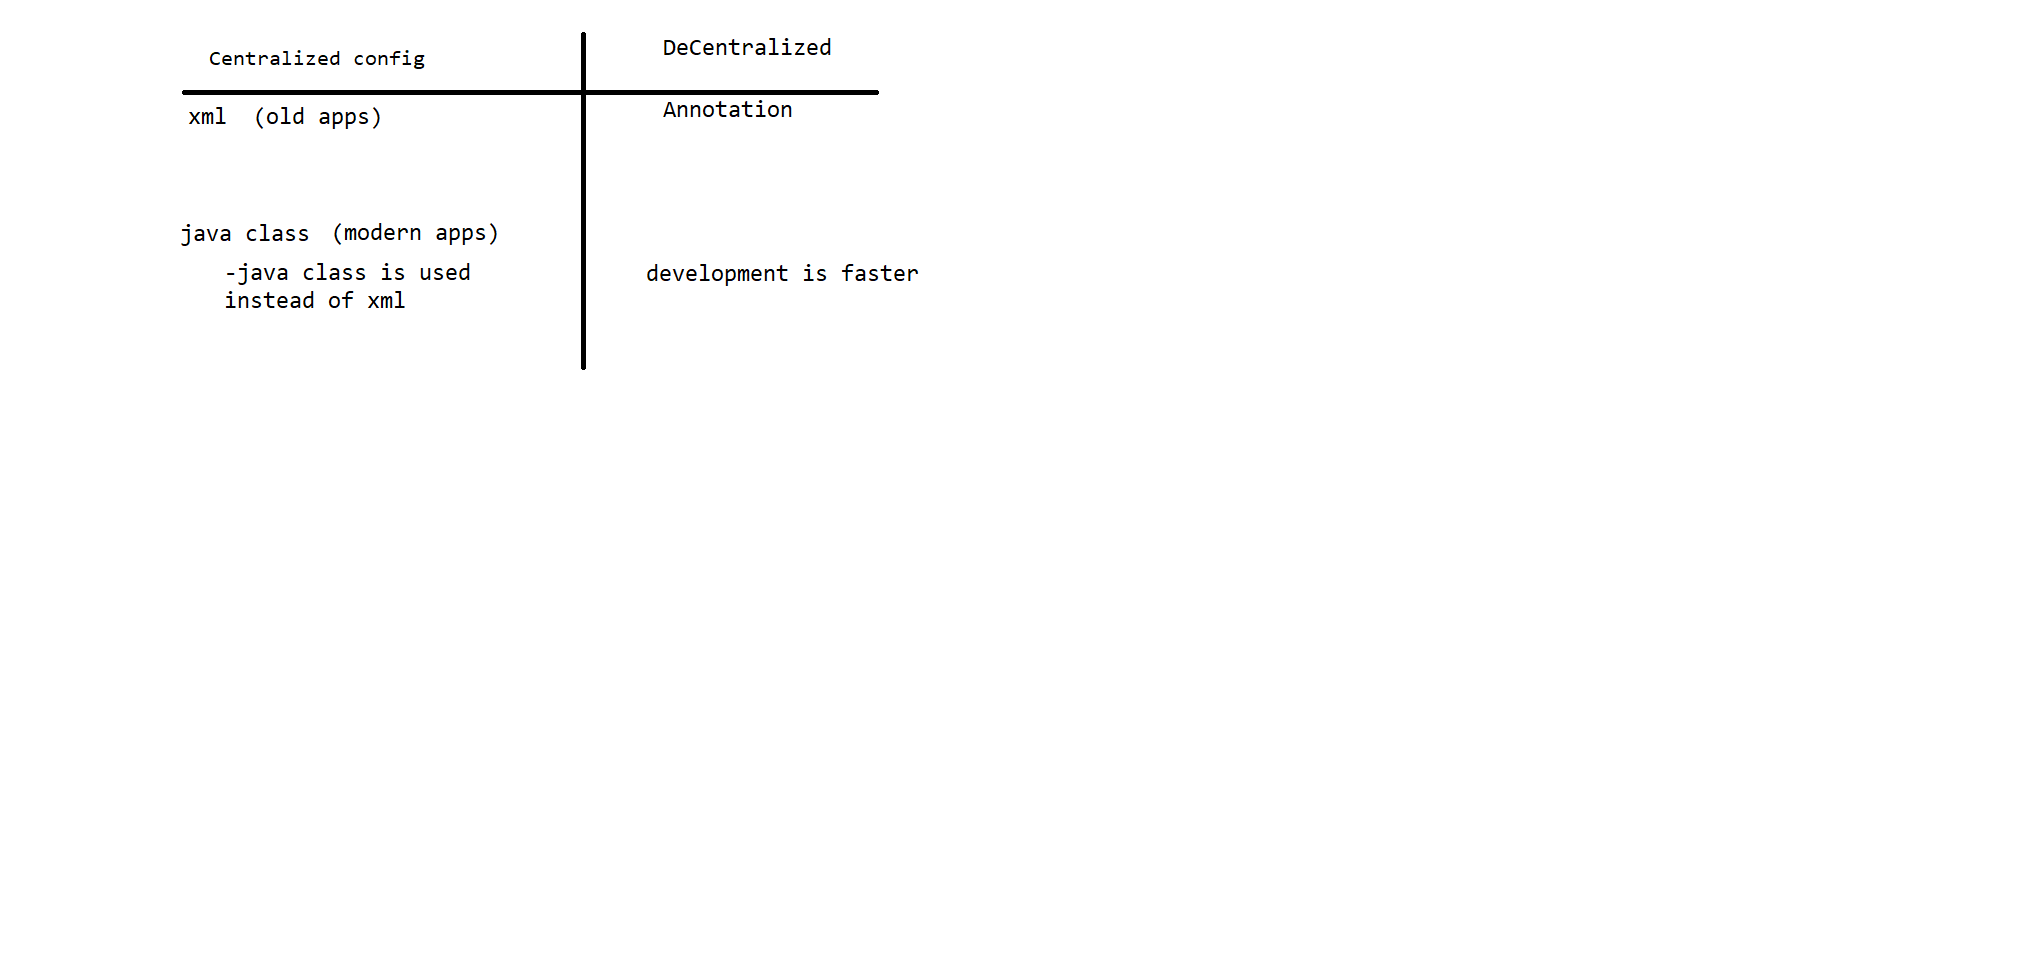 Centralized config
DeCentralized
xml (old apps)
Annotation
java class (modern apps)
-java class is used
instead of xml
development is faster